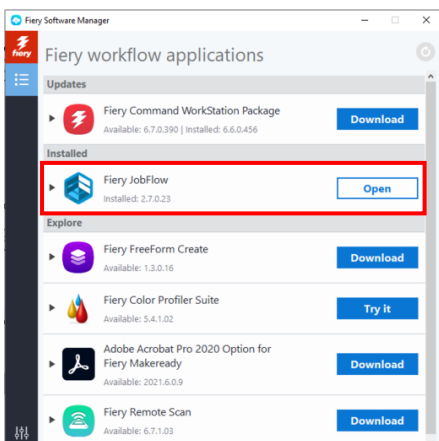 Fiery Software Manager
fiery
Fiery workflow applications
Updates
Fiery Command WorkStation Package
Available: 6.7.0.390 | Installed: 6.6.0.456
Download
Installed
Fiery JobFlow
Installed: 2.7.0.23
Open
Explore
Fiery FreeForm Create
Available: 1.3.0.16
Download
Fiery Color Profiler Suite
Available: 5.4.1.02
Try it
Adobe Acrobat Pro 2020 Option for
Fiery Makeready
Available: 2021.6.0.9
Download
Fiery Remote Scan
Available: 6.7.1.03
Download